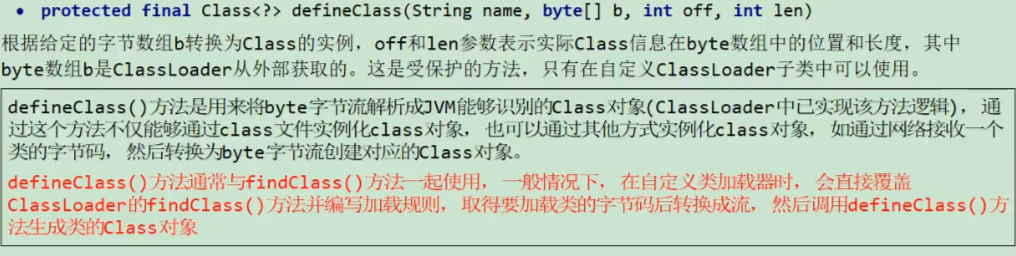 • protected final Class<?> defineClass(String name, byte[] b, int off, int len)
根据给定的字节数组b转换为Class的实例，off和len参数表示实际Class信息在byte数组中的位置和长度，其中
byte数组b是ClassLoader从外部获取的。这是受保护的方法，只有在自定义ClassLoader子类中可以使用。
defineClass()方法是用来将byte字节流解析成JVM能够识别的Class对象(ClassLoader中已实现该方法逻辑)，通
过这个方法不仅能够通过class文件实例化class对象，也可以通过其他方式实例化class对象，如通过网络接收一个
类的字节码，然后转换为byte字节流创建对应的Class对象。
defineClass()方法通常与findClass()方法一起使用，一般情况下，在自定义类加载器时，会直接覆盖
ClassLoader的findClass()方法并编写加载规则，取得要加载类的字节码后转换成流，然后调用defineClass()方
法生成类的Class对象